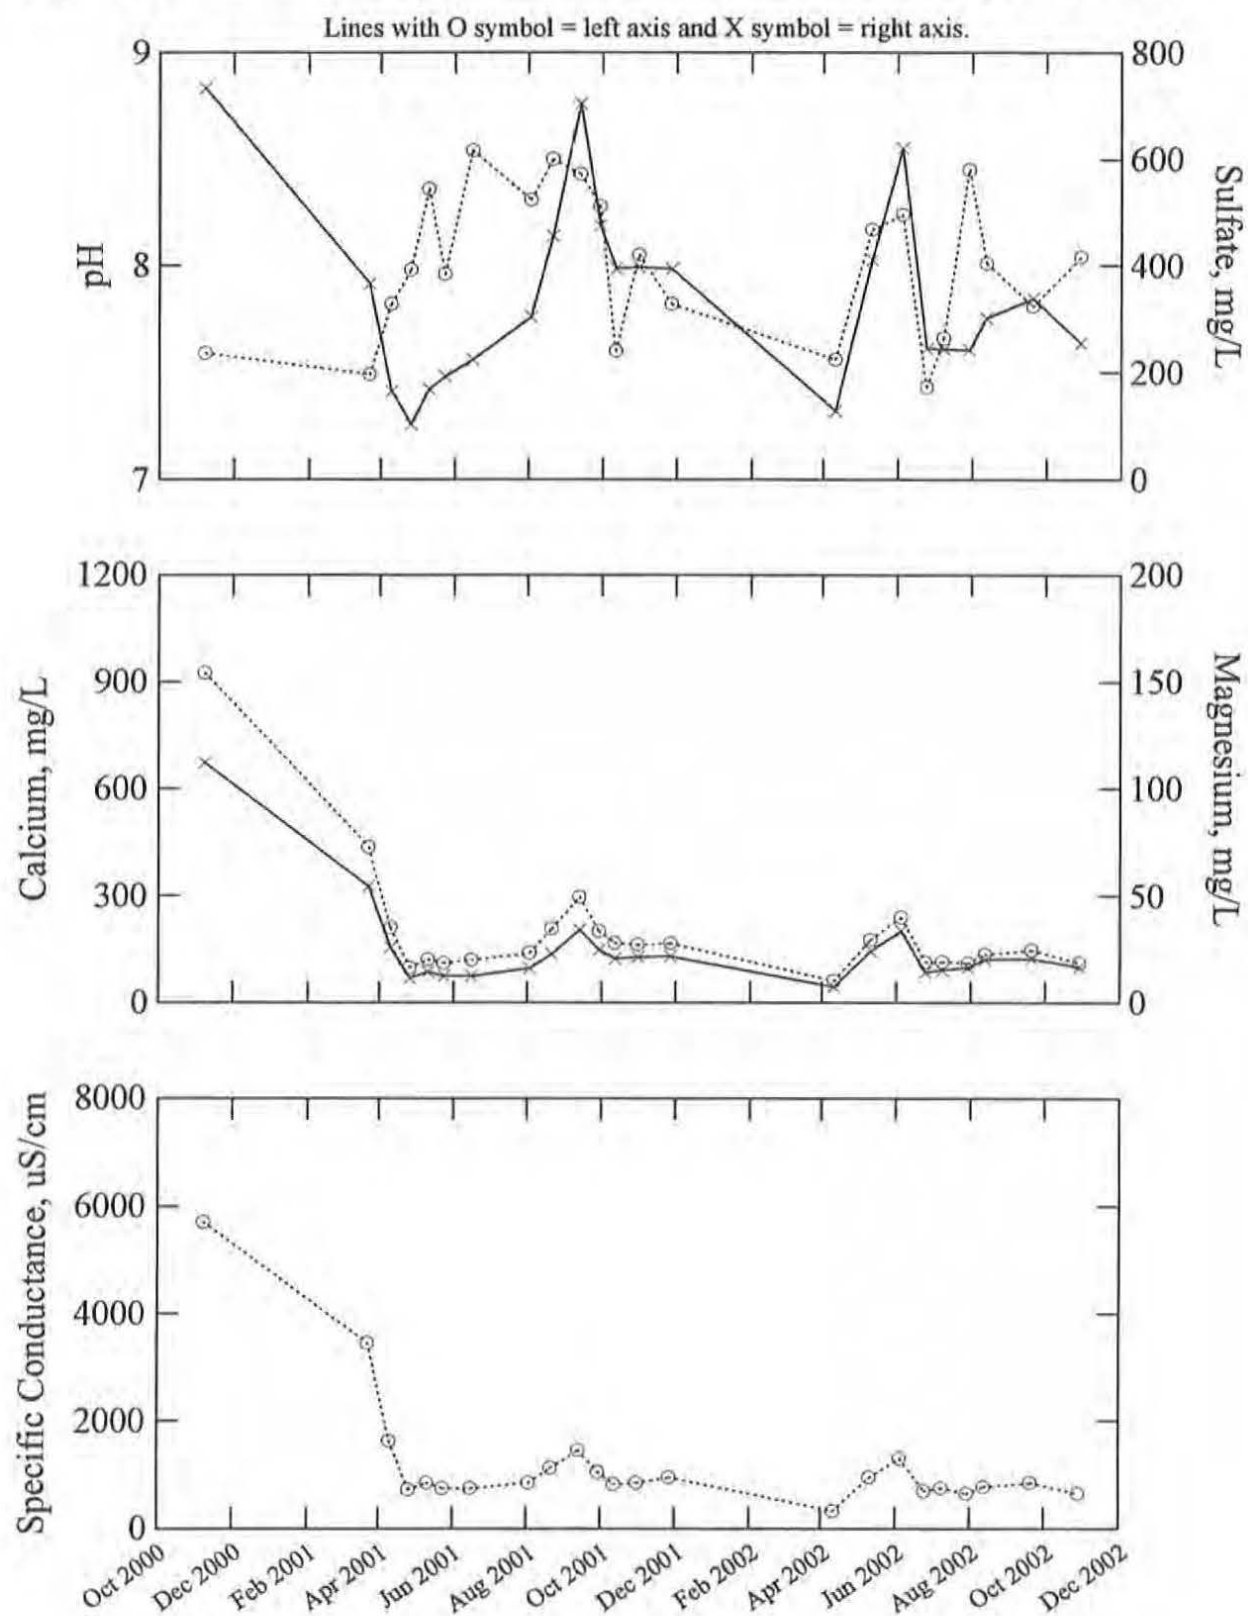 Lines with O symbol = left axis and X symbol = right axis.
9
8
7
pH
800
600
400
200
0
Sulfate, mg/L
1200
900
600
300
0
Calcium, mg/L
200
150
100
50
0
Magnesium, mg/L
8000
6000
4000
2000
0
Specific Conductance, uS/cm
Oct 2000
Dec 2000
Feb 2001
Apr 2001
Jun 2001
Aug 2001
Oct 2001
Dec 2001
Feb 2002
Apr 2002
Jun 2002
Aug 2002
Oct 2002
Dec 2002